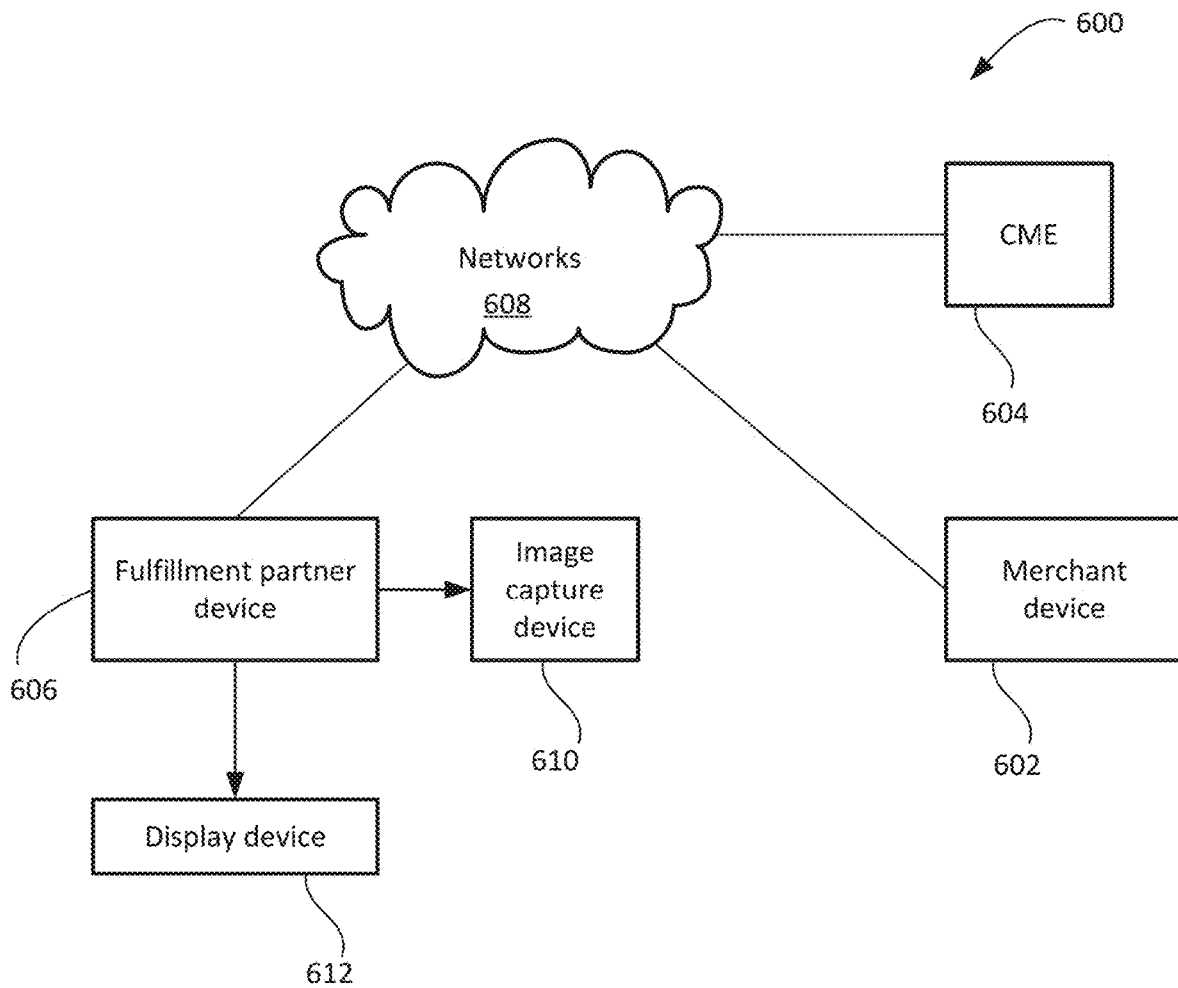 600
CME
Networks
608
604
Fulfillment partner
device
Image
capture
device
Merchant
device
606
610
602
Display device
612